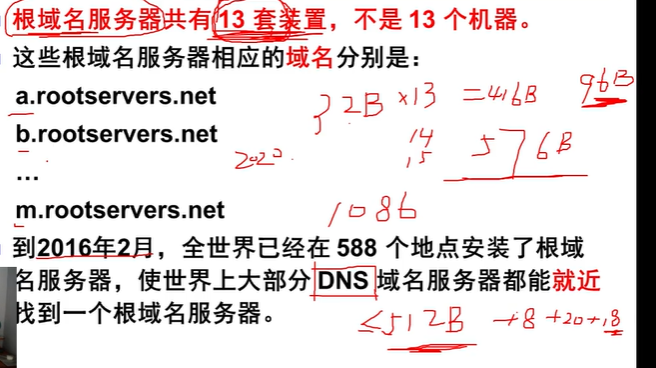 根域名服务器共有 13 套装置，不是 13 个机器。
这些根域名服务器相应的域名分别是：
a.rootservers.net
32B ×13 =416B 96B
b.rootservers.net
14
15
576B
2020
…
m.rootservers.net
1086
到2016年2月，全世界已经在 588 个地点安装了根域
名服务器，使世界上大部分 DNS 域名服务器都能就近
找到一个根域名服务器。
≤512B +8+20+18